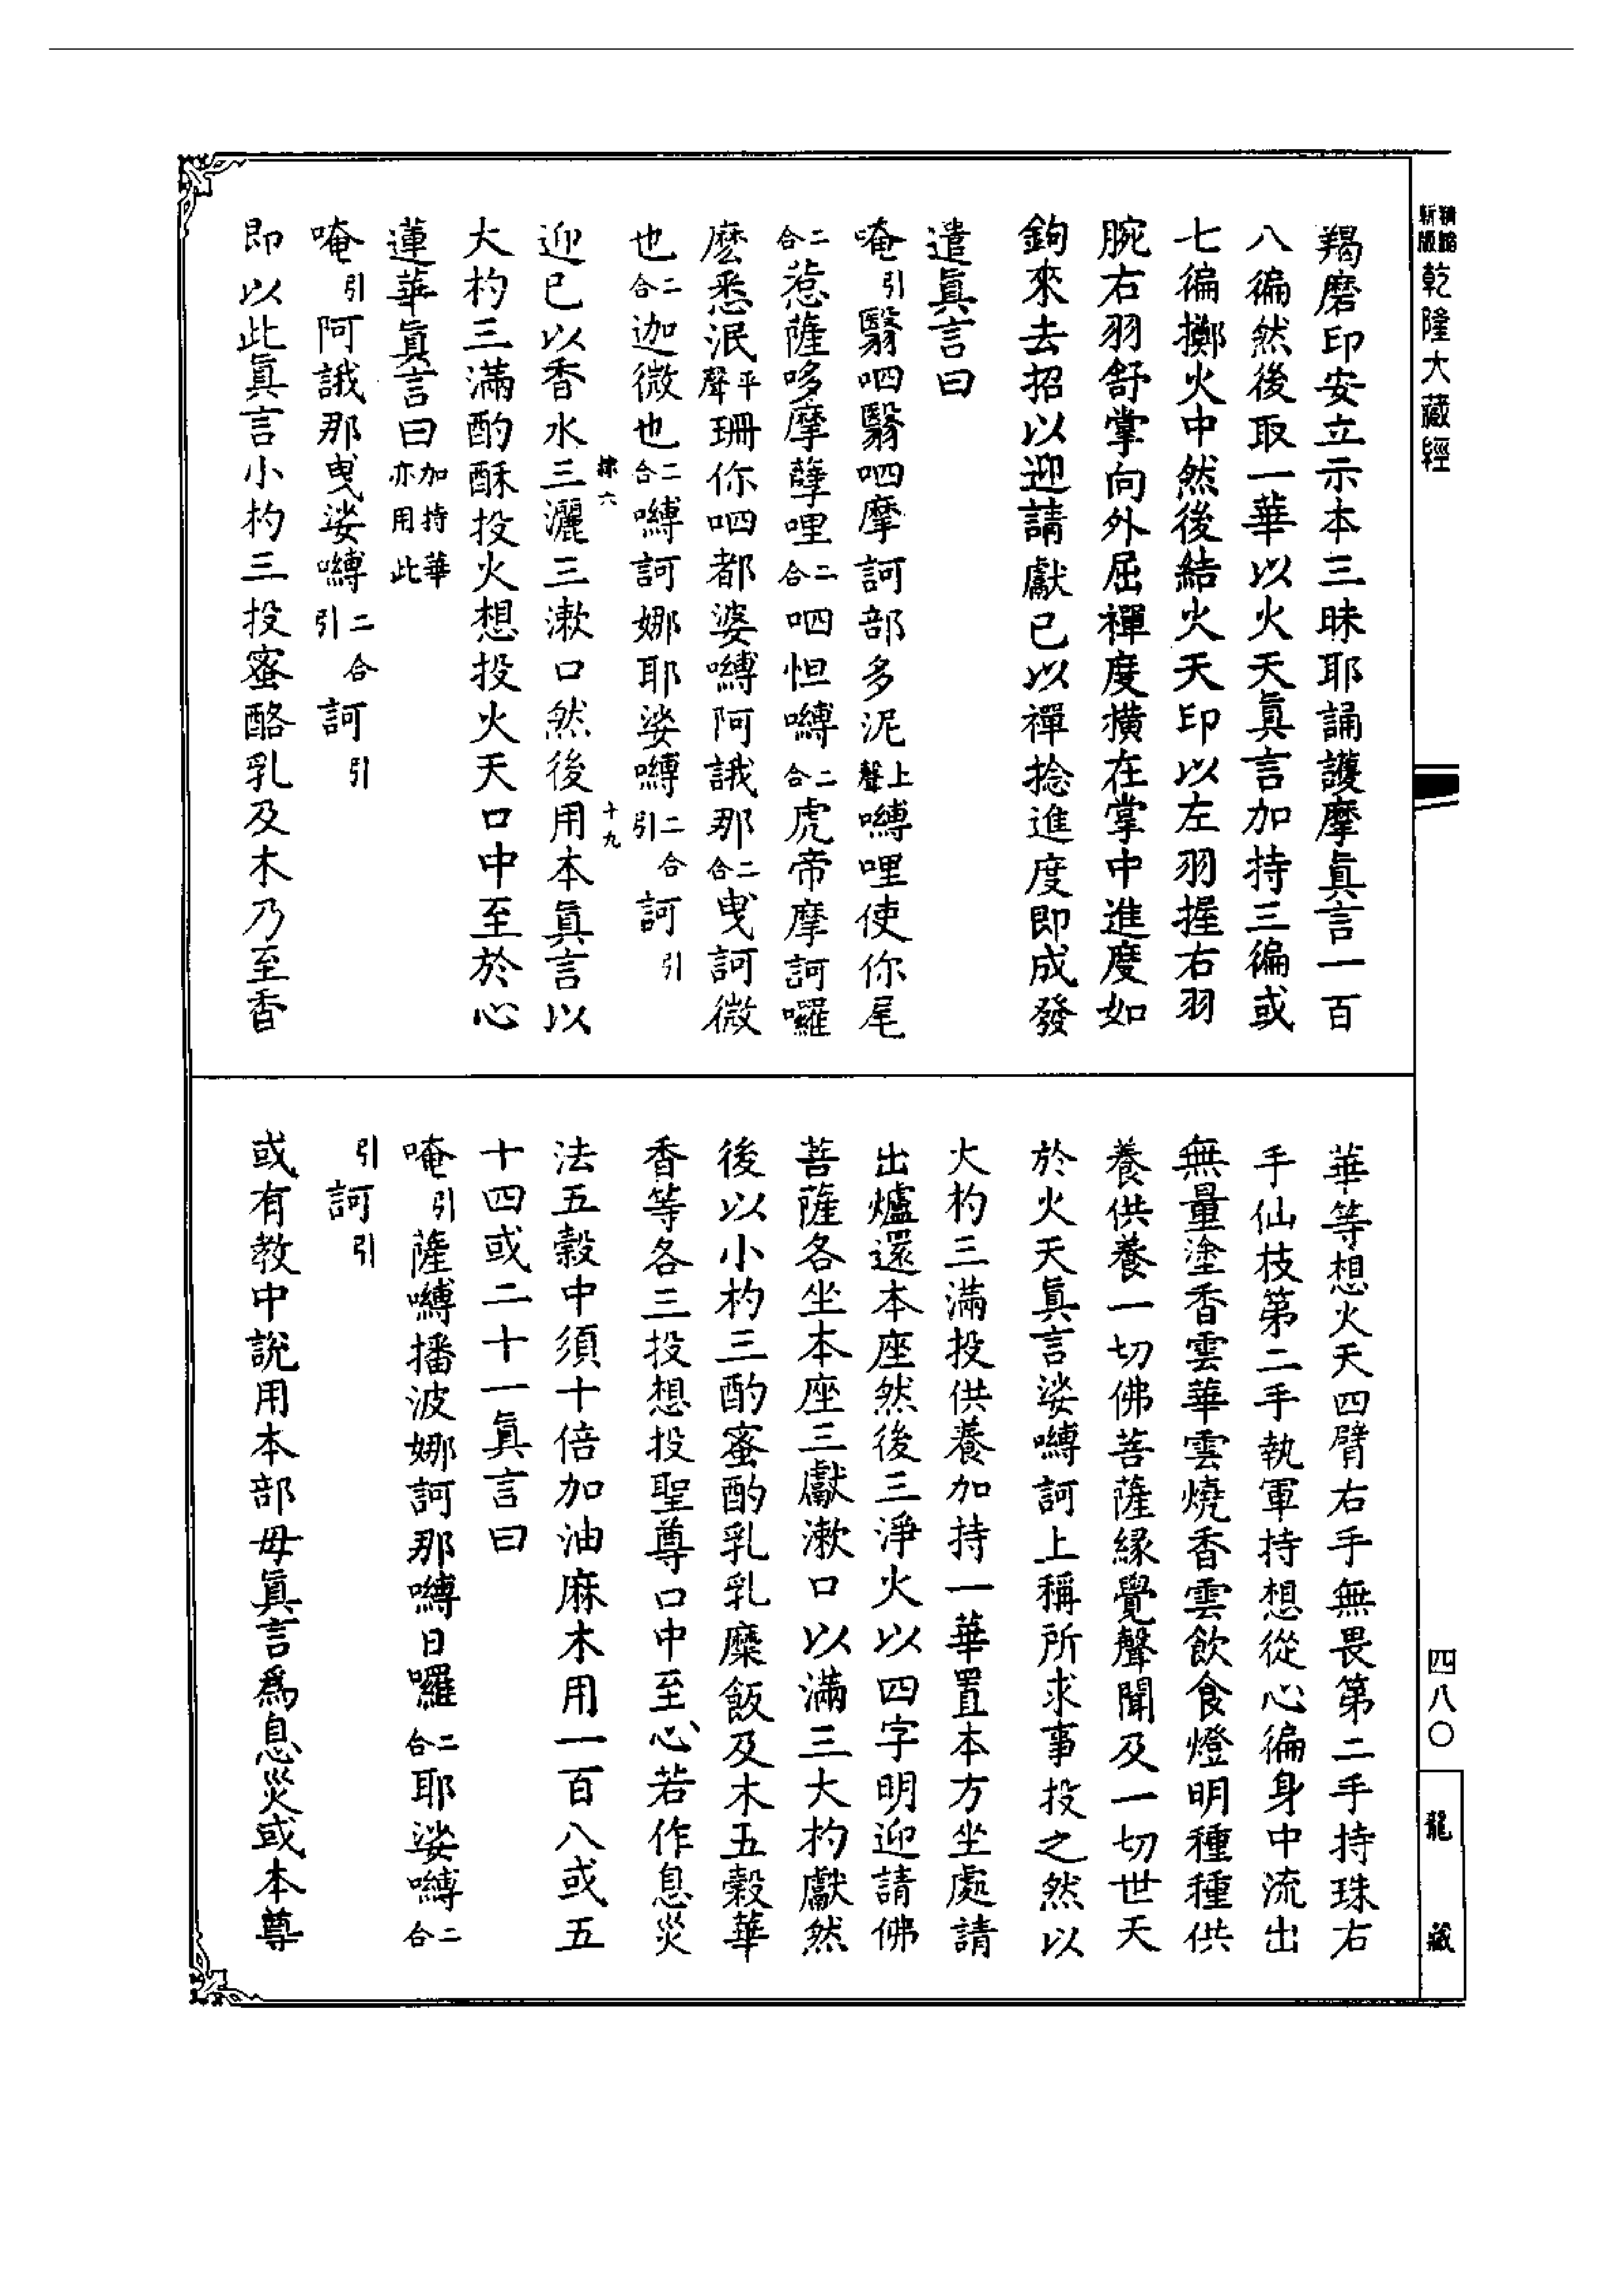 精繪新版
乾隆大藏經
羯磨印安立示本三昧耶誦護摩眞言一百
八徧然後取一華以火天眞言加持三徧或
七徧擲火中然後結火天印以左羽握右羽
腕右羽舒掌向外屈禪度橫在掌中進度如
鉤來去招以迎請獻已以禪捻進度即成發
遣眞言曰
唵引翳呬翳呬摩訶部多泥上聲嚩哩使你尾
二合惹薩哆摩孽哩二合呬怛嚩二合虎帝摩訶囉
麼悉泯平聲珊你呬都婆嚩阿誐那二合曵訶微
也二合迦微也二合嚩訶娜耶娑嚩二合引訶引
迎已以香水三灑三漱口然後用本眞言以
六
十九
大杓三滿酌酥投火想投火天口中至於心
蓮華眞言曰加持華亦用此
唵引阿誐那曵娑嚩二合引訶引
即以此眞言小杓三投蜜酪乳及木乃至香
華等想火天四臂右手無畏第二手持珠右
手仙枝第二手執軍持想從心徧身中流出
無量塗香雲華雲燒香雲飲食燈明種種供
養供養一切佛菩薩緣覺聲聞及一切世天
於火天眞言娑嚩訶上稱所求事投之然以
大杓三滿投供養加持一華置本方坐處請
出爐還本座然後三淨火以四字明迎請佛
菩薩各坐本座三獻漱口以滿三大杓獻然
後以小杓三酌蜜酌乳乳糜飯及木五穀華
香等各三投想投聖尊口中至心若作息災
法五穀中須十倍加油麻木用一百八或五
十四或二十一眞言曰
唵引薩嚩播波娜訶那嚩日囉二合耶娑嚩二合
引訶引
或有教中說用本部母眞言爲息災或本尊
四八〇
龍藏